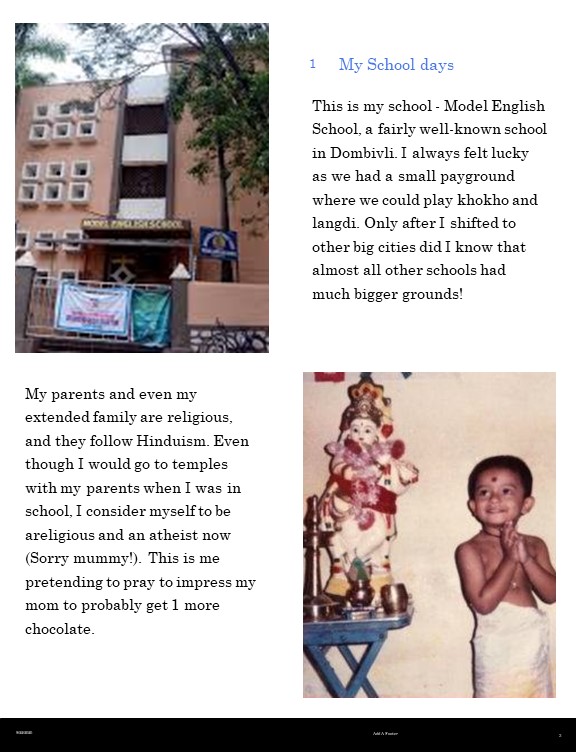 1 My School days
This is my school - Model English
School, a fairly well-known school
in Dombivli. I always felt lucky
as we had a small payground
where we could play khokho and
langdi. Only after I shifted to
other big cities did I know that
almost all other schools had
much bigger grounds!
MODEL ENGLISH SCHOOL
My parents and even my
extended family are religious,
and they follow Hinduism. Even
though I would go to temples
with my parents when I was in
school, I consider myself to be
areligious and an atheist now
(Sorry mummy!). This is me
pretending to pray to impress my
mom to probably get 1 more
chocolate.
Add A Footer